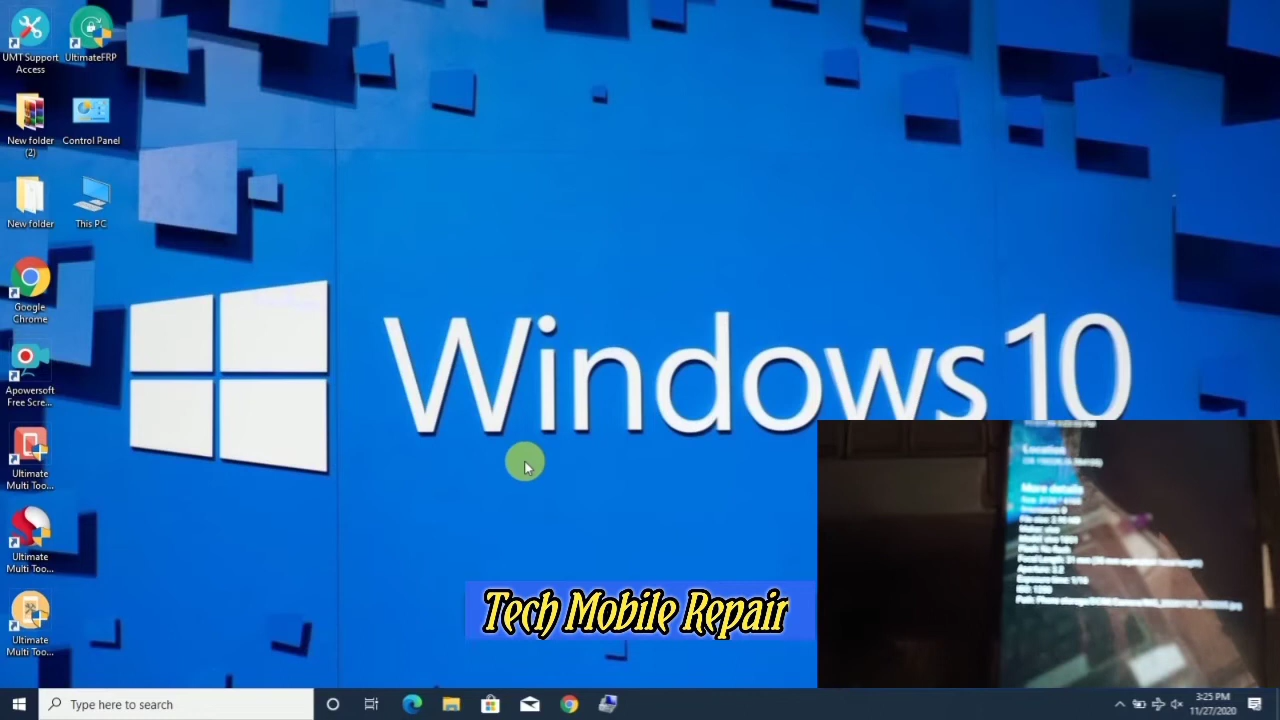 UMT Support
Access
UltimateFRP
New folder
(2)
Control Panel
New folder
This PC
Google
Chrome
Apowersoft
Free Scre...
Ultimate
Multi Too...
Ultimate
Multi Too...
Ultimate
Multi Too...
Windows 10
Location
More details
Tech Mobile Repair
Type here to search
3:25 PM
11/27/2020